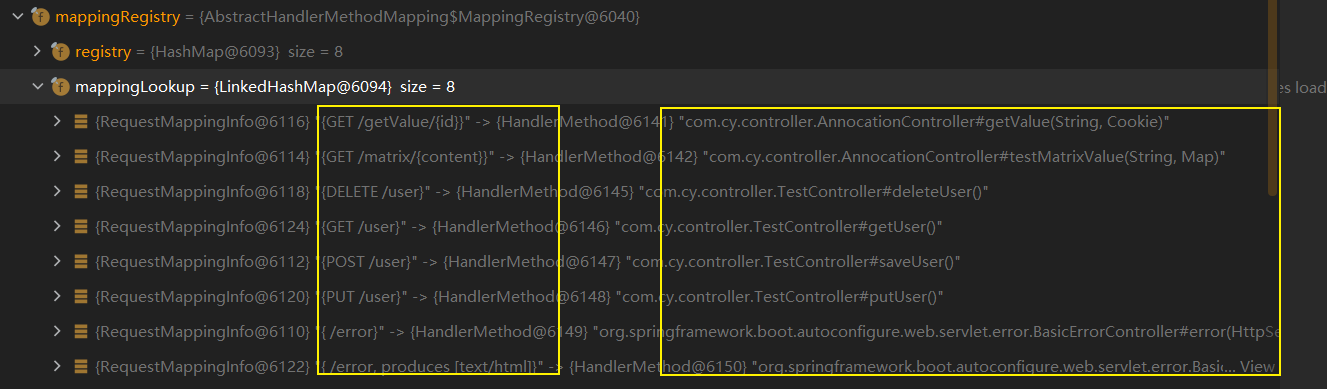 mappingRegistry = {AbstractHandlerMethodMapping$MappingRegistry@6040}
registry = {HashMap@6093} size = 8
mappingLookup = {LinkedHashMap@6094} size = 8
es load
{RequestMappingInfo@6116} "{GET /getValue/{id}}" -> {HandlerMethod@6141} "com.cy.controller.AnnocationController#getValue(String, Cookie)"
{RequestMappingInfo@6114} "{GET /matrix/{content}}" -> {HandlerMethod@6142} "com.cy.controller.AnnocationController#testMatrixValue(String, Map)"
{RequestMappingInfo@6118} "{DELETE /user}" -> {HandlerMethod@6145} "com.cy.controller.TestController#deleteUser()"
{RequestMappingInfo@6124} "{GET /user}" -> {HandlerMethod@6146} "com.cy.controller.TestController#getUser()"
{RequestMappingInfo@6112} "{POST /user}" -> {HandlerMethod@6147} "com.cy.controller.TestController#saveUser()"
{RequestMappingInfo@6120} "{PUT /user}" -> {HandlerMethod@6148} "com.cy.controller.TestController#putUser()"
{RequestMappingInfo@6110} "{ /error}" -> {HandlerMethod@6149} "org.springframework.boot.autoconfigure.web.servlet.error.BasicErrorController#error(HttpSe
{RequestMappingInfo@6122} "{ /error, produces [text/html]}" -> {HandlerMethod@6150} "org.springframework.boot.autoconfigure.web.servlet.error.Basic... View